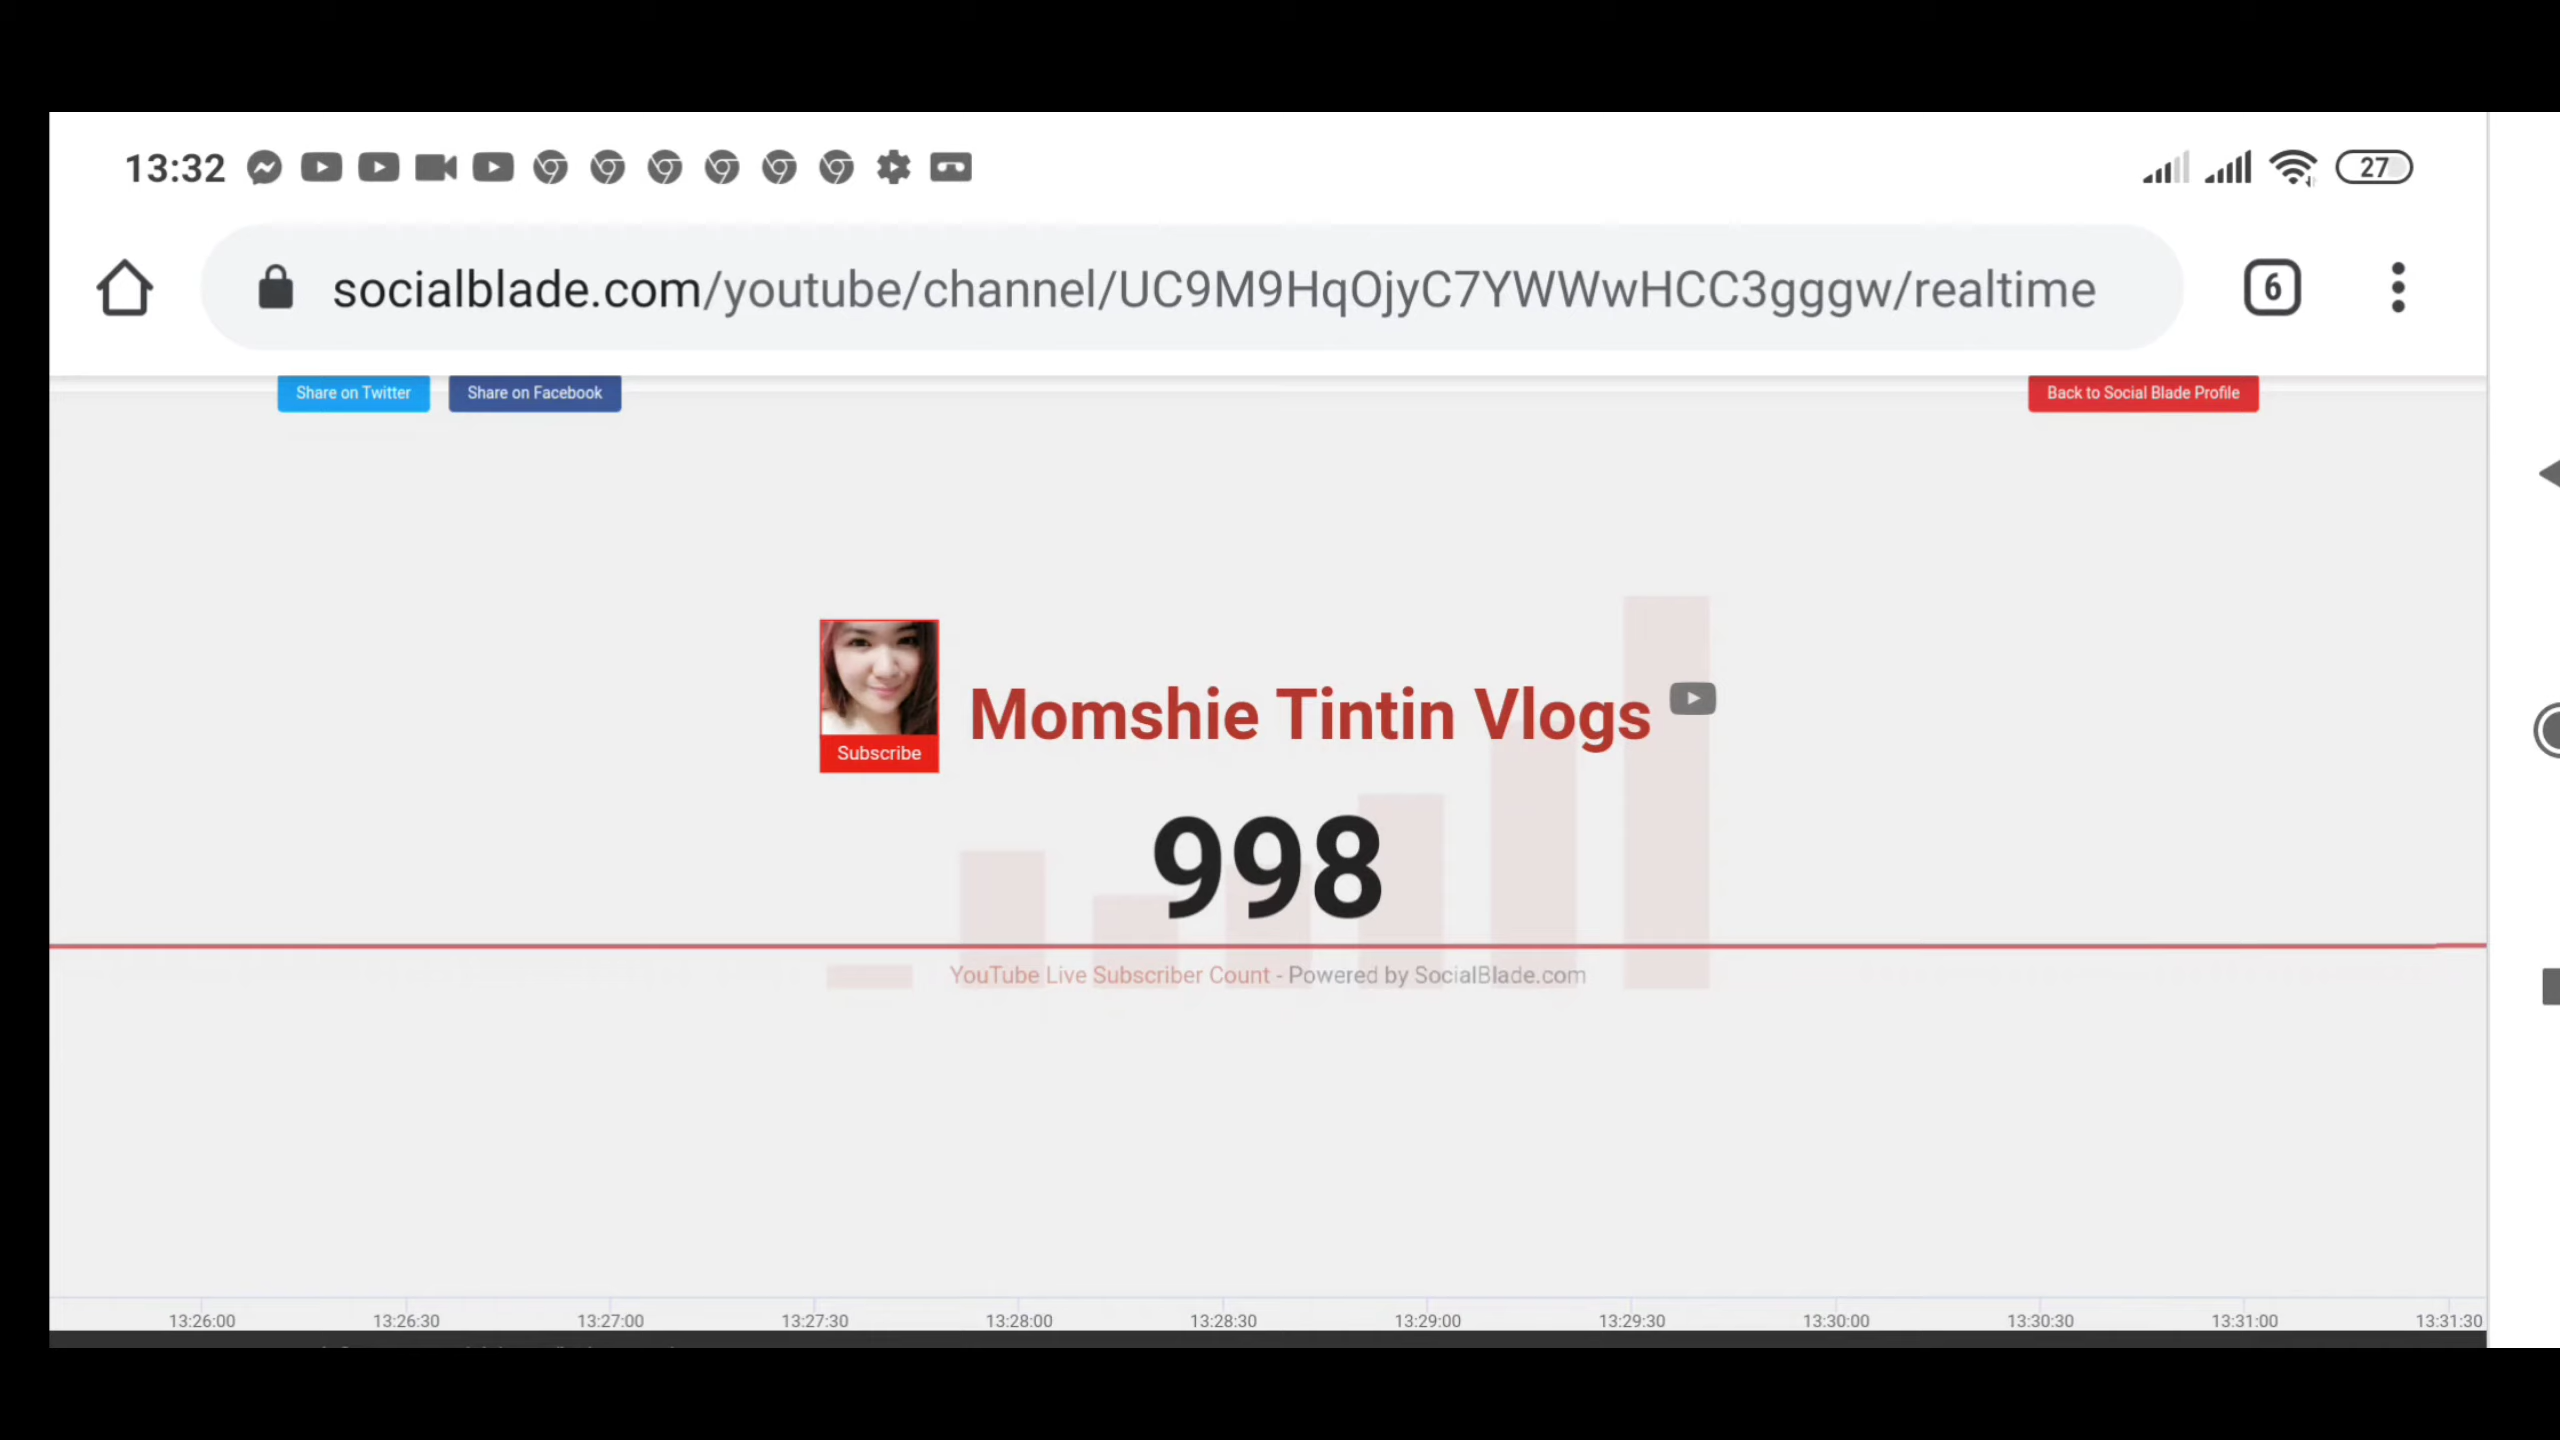 13:32
27
socialblade.com/youtube/channel/UC9M9HqOjyC7YWWwHCC3gggw/realtime
6
Share on Twitter
Share on Facebook
Back to Social Blade Profile
Momshie Tintin Vlogs
Subscribe
998
YouTube Live Subscriber Count - Powered by SocialBlade.com
13:26:00 13:26:30 13:27:00 13:27:30 13:28:00 13:28:30 13:29:00 13:29:30 13:30:00 13:30:30 13:31:00 13:31:30